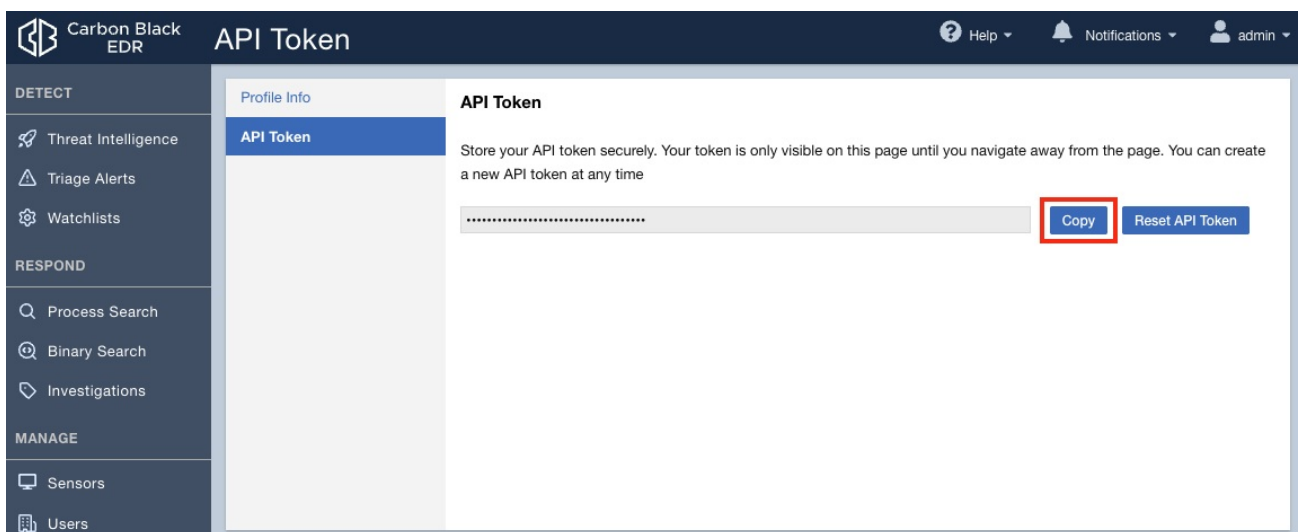 Carbon Black
EDR
API Token
Help
Notifications
admin
DETECT
Threat Intelligence
Triage Alerts
Watchlists
RESPOND
Process Search
Binary Search
Investigations
MANAGE
Sensors
Users
Profile Info
API Token
API Token
Store your API token securely. Your token is only visible on this page until you navigate away from the page. You can create
a new API token at any time
Copy
Reset API Token